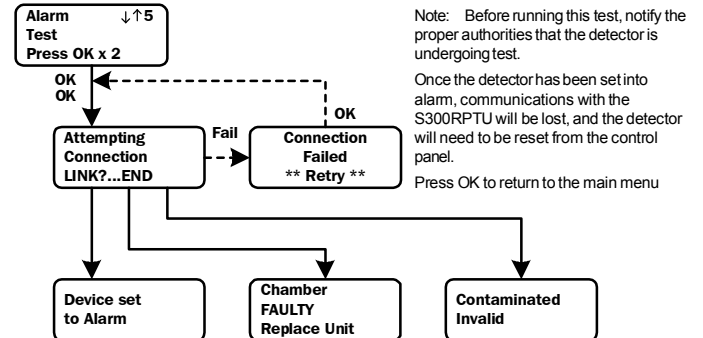 Alarm ↓↑5
Test
Press OK x 2
OK
OK
Attempting
Connection
LINK?...END
Fail
Connection
Failed
** Retry **
OK
Device set
to Alarm
Chamber
FAULTY
Replace Unit
Contaminated
Invalid
Note: Before running this test, notify the
proper authorities that the detector is
undergoing test.
Once the detector has been set into
alarm, communications with the
S300RPTU will be lost, and the detector
will need to be reset from the control
panel.
Press OK to return to the main menu